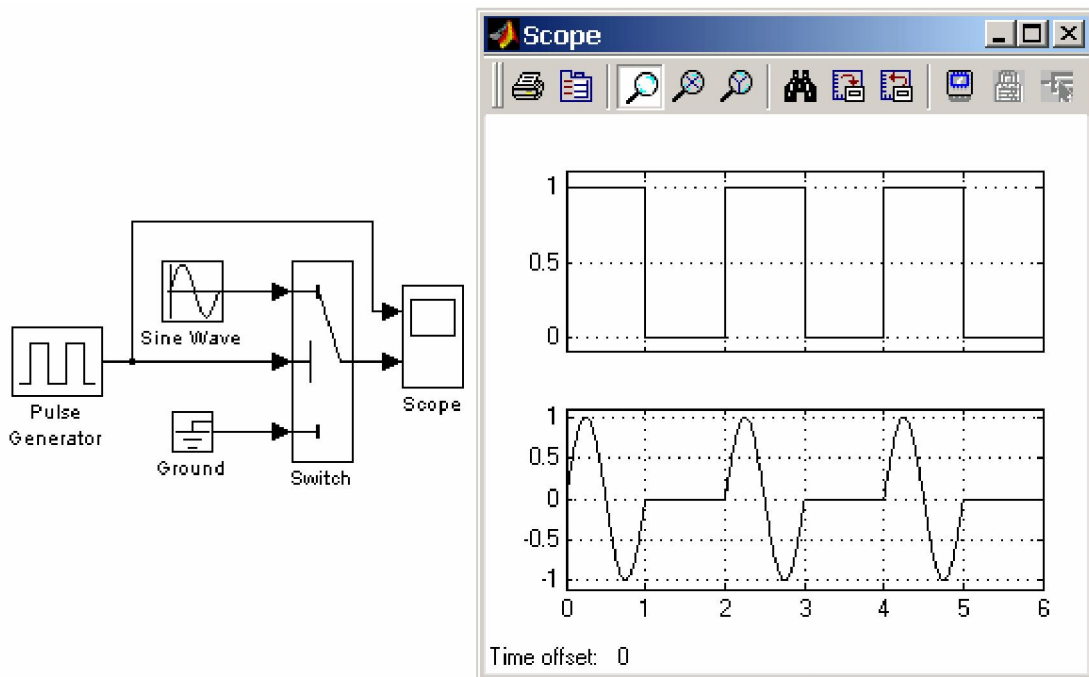 Scope
Sine Wave
Pulse
Generator
Ground
Switch
Scope
1
0.5
0
1
0.5
0
-0.5
-1
0 1 2 3 4 5 6
Time offset: 0